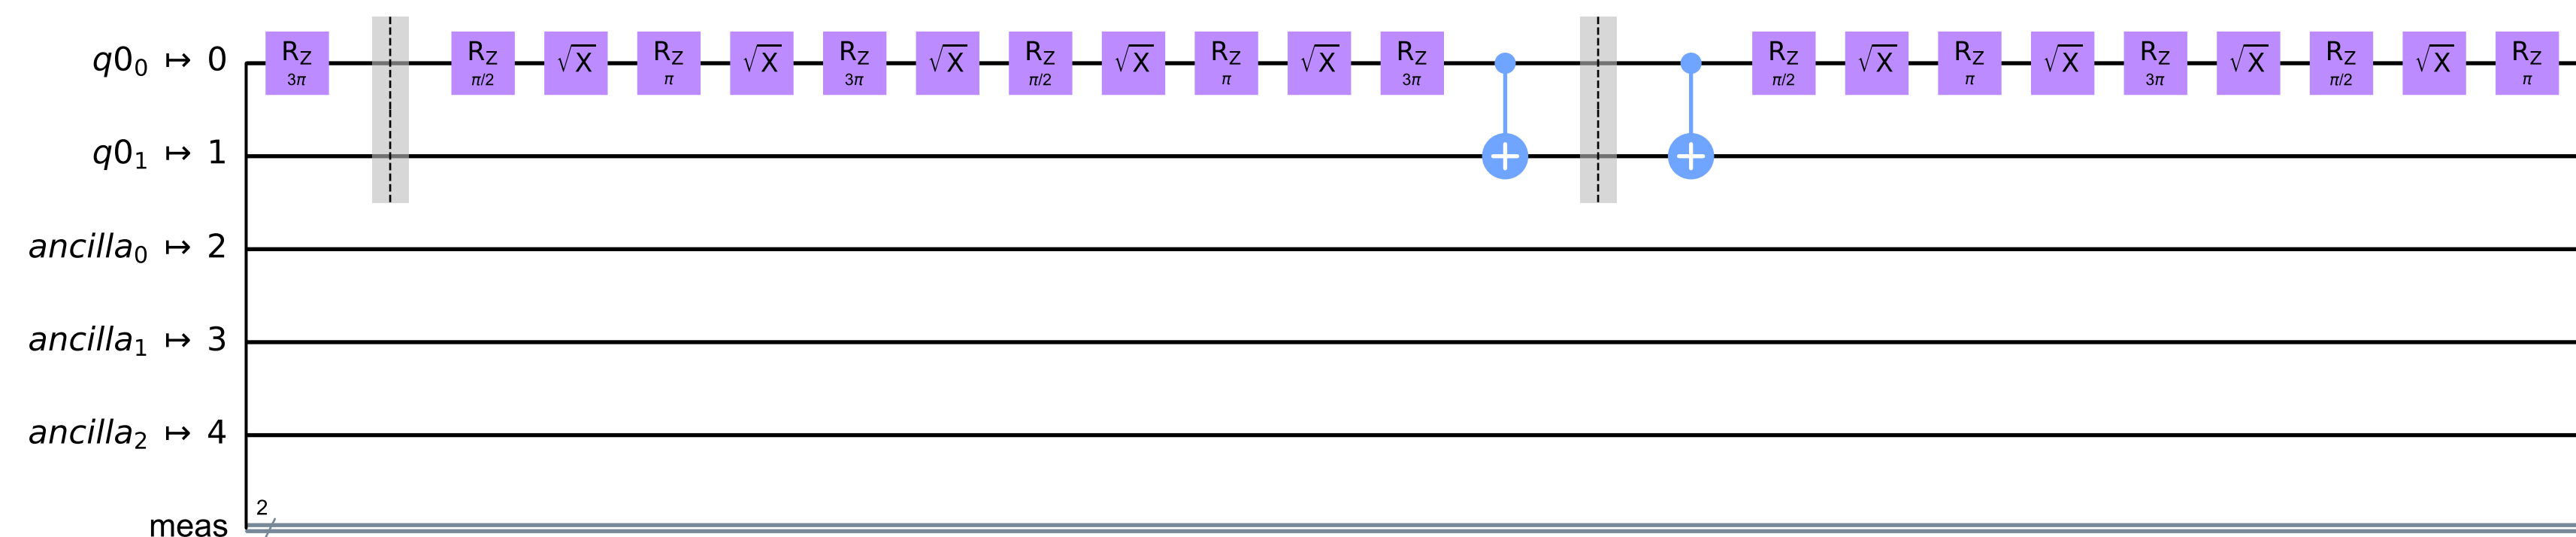 q0₀ ↦ 0 R_Z 3π R_Z π/2 √X R_Z π √X R_Z 3π √X R_Z π/2 √X R_Z π √X R_Z 3π R_Z π/2 √X R_Z π √X R_Z 3π √X R_Z π/2 √X R_Z π
q0₁ ↦ 1
ancilla₀ ↦ 2
ancilla₁ ↦ 3
ancilla₂ ↦ 4
meas 2